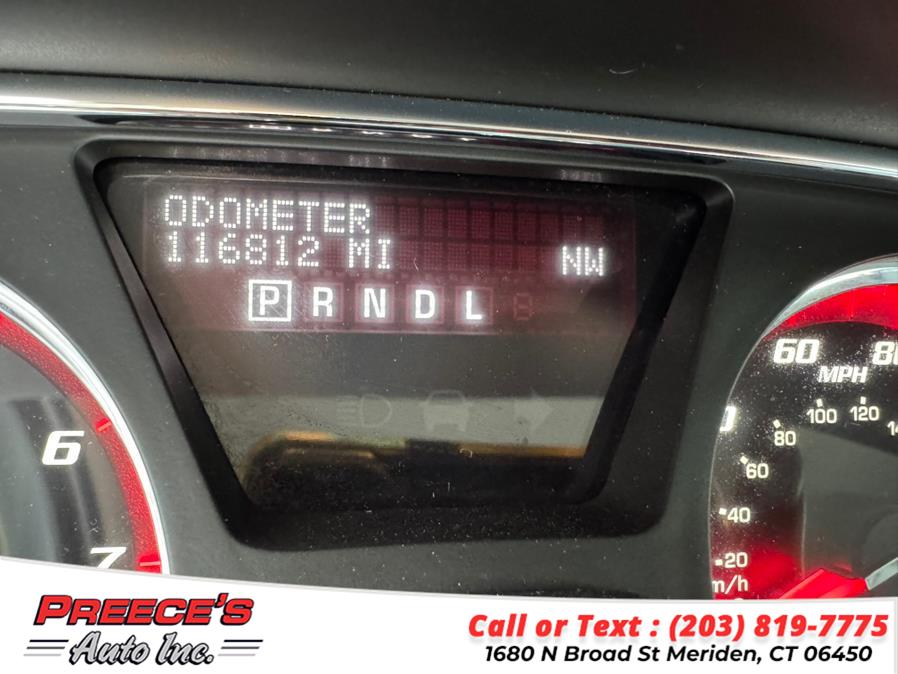 ODOMETER
116812 MI NW
P R N D L
60 80
MPH
100 120
80
60
40
20
m/h
6
7
PREECE'S
Auto Inc.
Call or Text : (203) 819-7775
1680 N Broad St Meriden, CT 06450